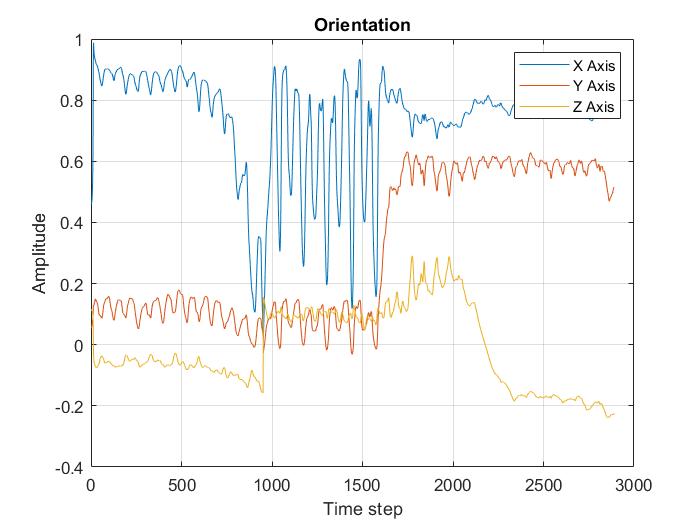 Orientation
1
0.8
0.6
0.4
0.2
0
-0.2
-0.4
Amplitude
X Axis
Y Axis
Z Axis
0 500 1000 1500 2000 2500 3000
Time step